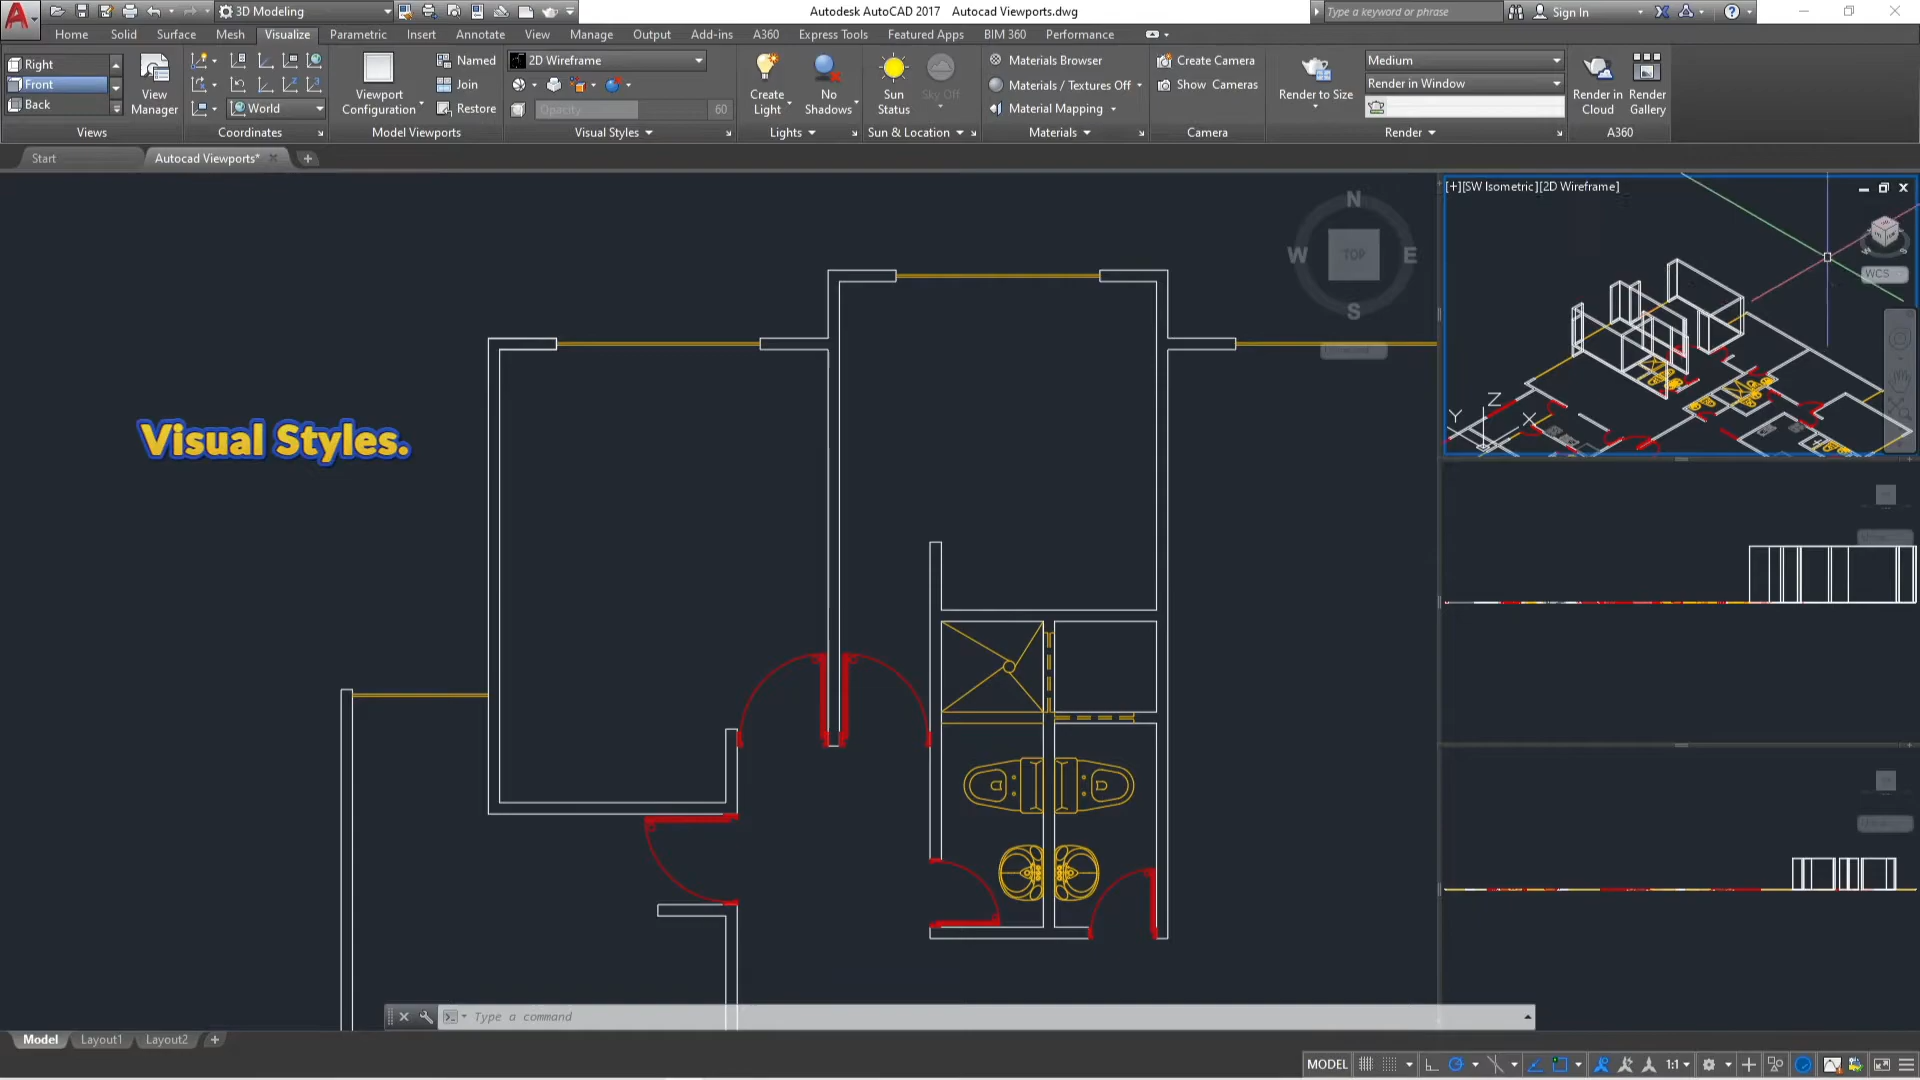 3D Modeling
Autodesk AutoCAD 2017 Autocad Viewports.dwg
Type a keyword or phrase
Sign In
Home Solid Surface Mesh Visualize Parametric Insert Annotate View Manage Output Add-ins A360 Express Tools Featured Apps BIM 360 Performance
Right
Front
Back
View
Manager
World
Viewport
Configuration
Named
Join
Restore
2D Wireframe
Opacity 60
Create
Light
No
Shadows
Sun
Status
Sky Off
Materials Browser
Materials / Textures Off
Material Mapping
Create Camera
Show Cameras
Render to Size
Medium
Render in Window
Render in
Cloud
Render
Gallery
Views Coordinates Model Viewports Visual Styles Lights Sun & Location Materials Camera Render A360
Start Autocad Viewports*
[+][SW Isometric][2D Wireframe]
N
W TOP E
S
WCS
Z
Y X
Visual Styles.
Type a command
Model Layout1 Layout2
MODEL 1:1